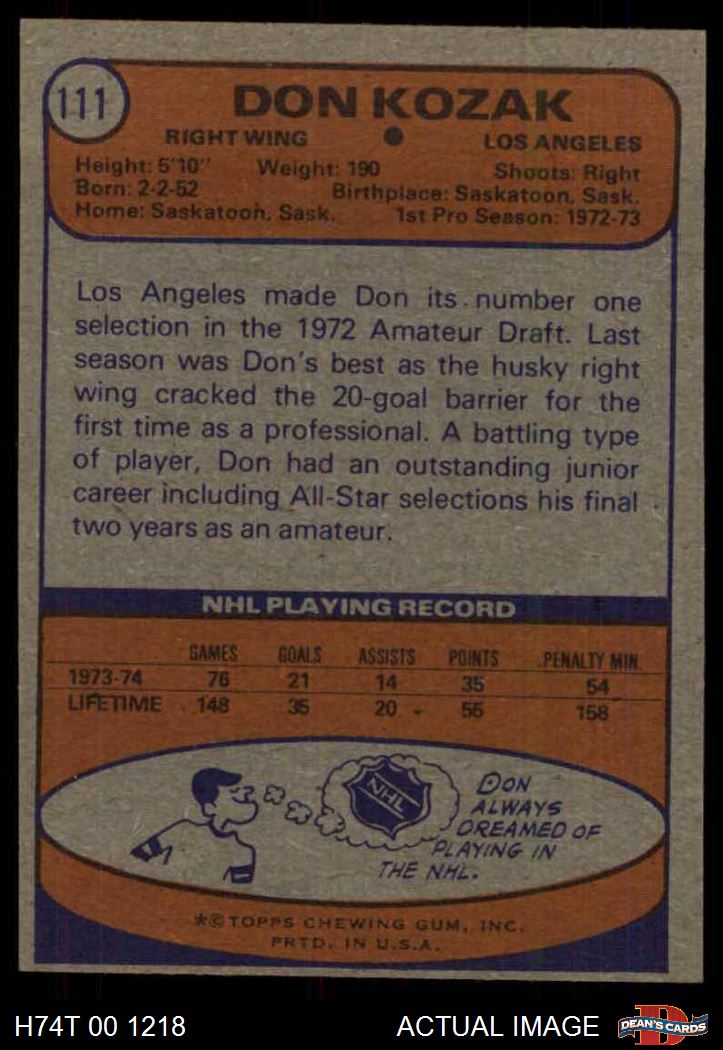 111
DON KOZAK
RIGHT WING ● LOS ANGELES
Height: 5'10" Weight: 190 Shoots: Right
Born: 2-2-52 Birthplace: Saskatoon, Sask.
Home: Saskatoon, Sask. 1st Pro Season: 1972-73
Los Angeles made Don its number one
selection in the 1972 Amateur Draft. Last
season was Don's best as the husky right
wing cracked the 20-goal barrier for the
first time as a professional. A battling type
of player, Don had an outstanding junior
career including All-Star selections his final
two years as an amateur.
NHL PLAYING RECORD
GAMES GOALS ASSISTS POINTS PENALTY MIN.
1973-74 76 21 14 35 54
LIFETIME 148 35 20 55 158
NHL
DON
ALWAYS
DREAMED OF
PLAYING IN
THE NHL.
*©TOPPS CHEWING GUM, INC.
PRTD. IN U.S.A.
H74T 00 1218 ACTUAL IMAGE
D
DEAN'S CARDS